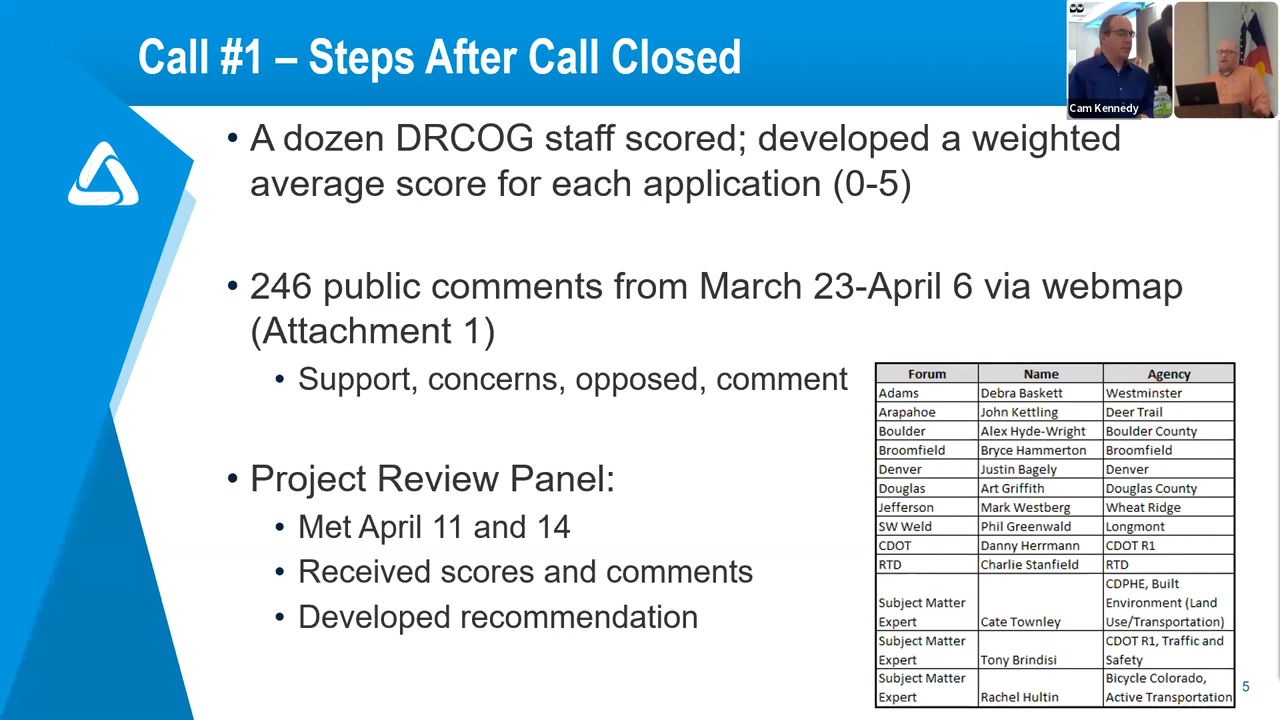 Call #1 – Steps After Call Closed
Cam Kennedy
• A dozen DRCOG staff scored; developed a weighted
average score for each application (0-5)
• 246 public comments from March 23-April 6 via webmap
(Attachment 1)
• Support, concerns, opposed, comment
• Project Review Panel:
• Met April 11 and 14
• Received scores and comments
• Developed recommendation
Forum Name Agency
Adams Debra Baskett Westminster
Arapahoe John Kettling Deer Trail
Boulder Alex Hyde-Wright Boulder County
Broomfield Bryce Hammerton Broomfield
Denver Justin Bagely Denver
Douglas Art Griffith Douglas County
Jefferson Mark Westberg Wheat Ridge
SW Weld Phil Greenwald Longmont
CDOT Danny Herrmann CDOT R1
RTD Charlie Stanfield RTD
CDPHE, Built
Subject Matter Environment (Land
Expert Cate Townley Use/Transportation)
Subject Matter CDOT R1, Traffic and
Expert Tony Brindisi Safety
Subject Matter Bicycle Colorado,
Expert Rachel Hultin Active Transportation
5